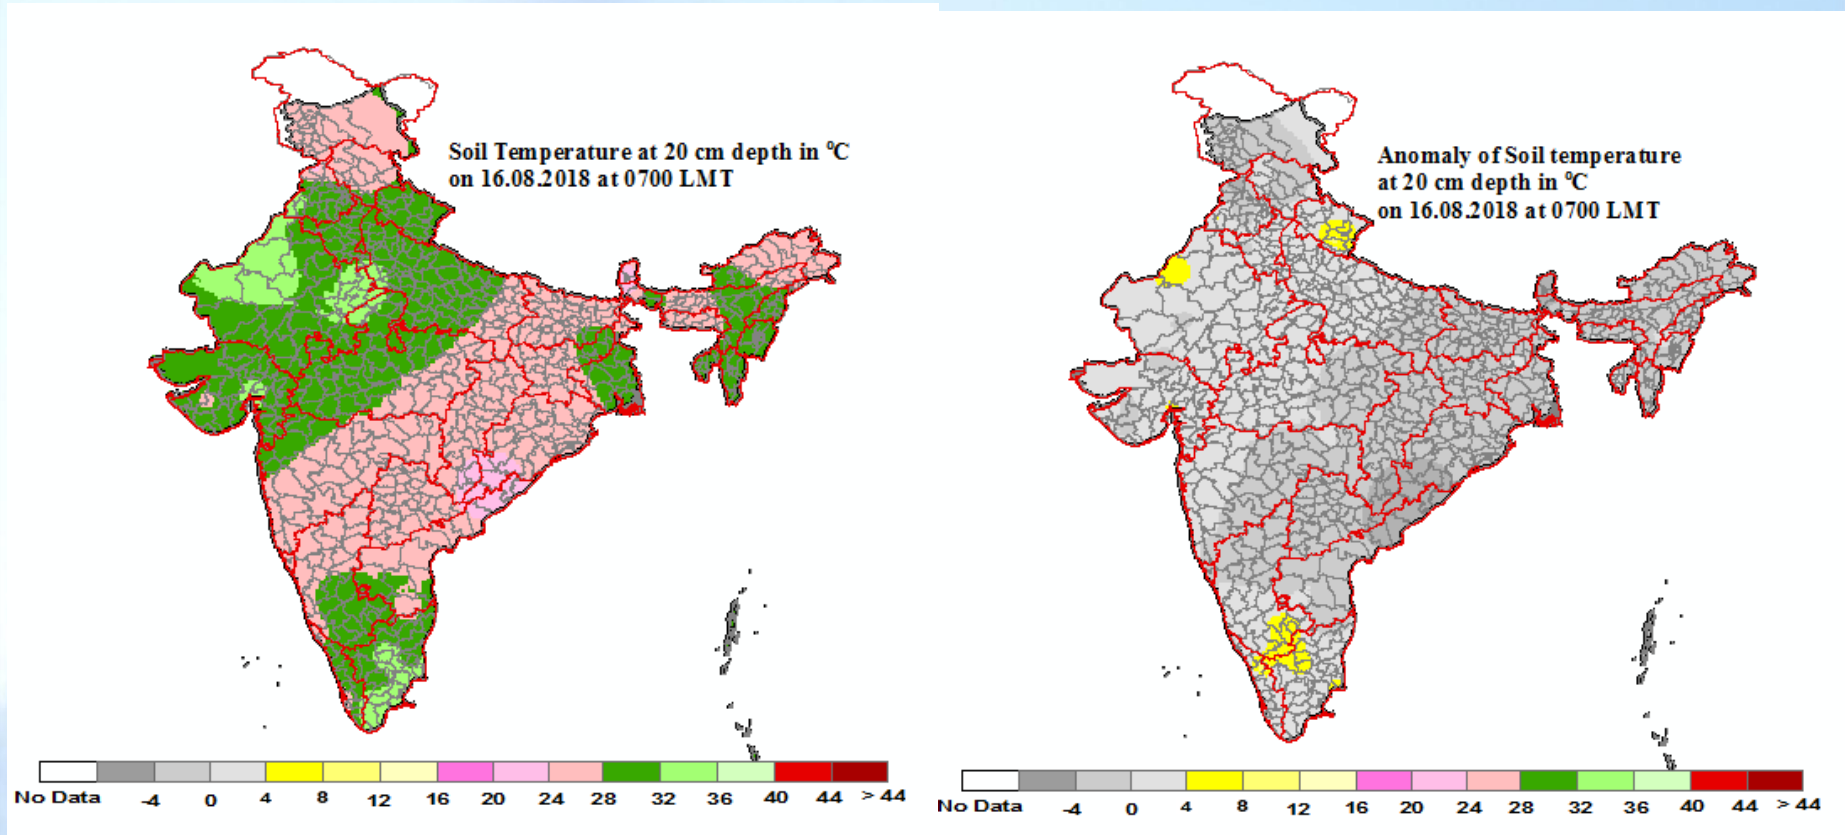 Soil Temperature at 20 cm depth in ⁰C
on 16.08.2018 at 0700 LMT
No Data -4 0 4 8 12 16 20 24 28 32 36 40 44 > 44
Anomaly of Soil temperature
at 20 cm depth in ⁰C
on 16.08.2018 at 0700 LMT
No Data -4 0 4 8 12 16 20 24 28 32 36 40 44 > 44